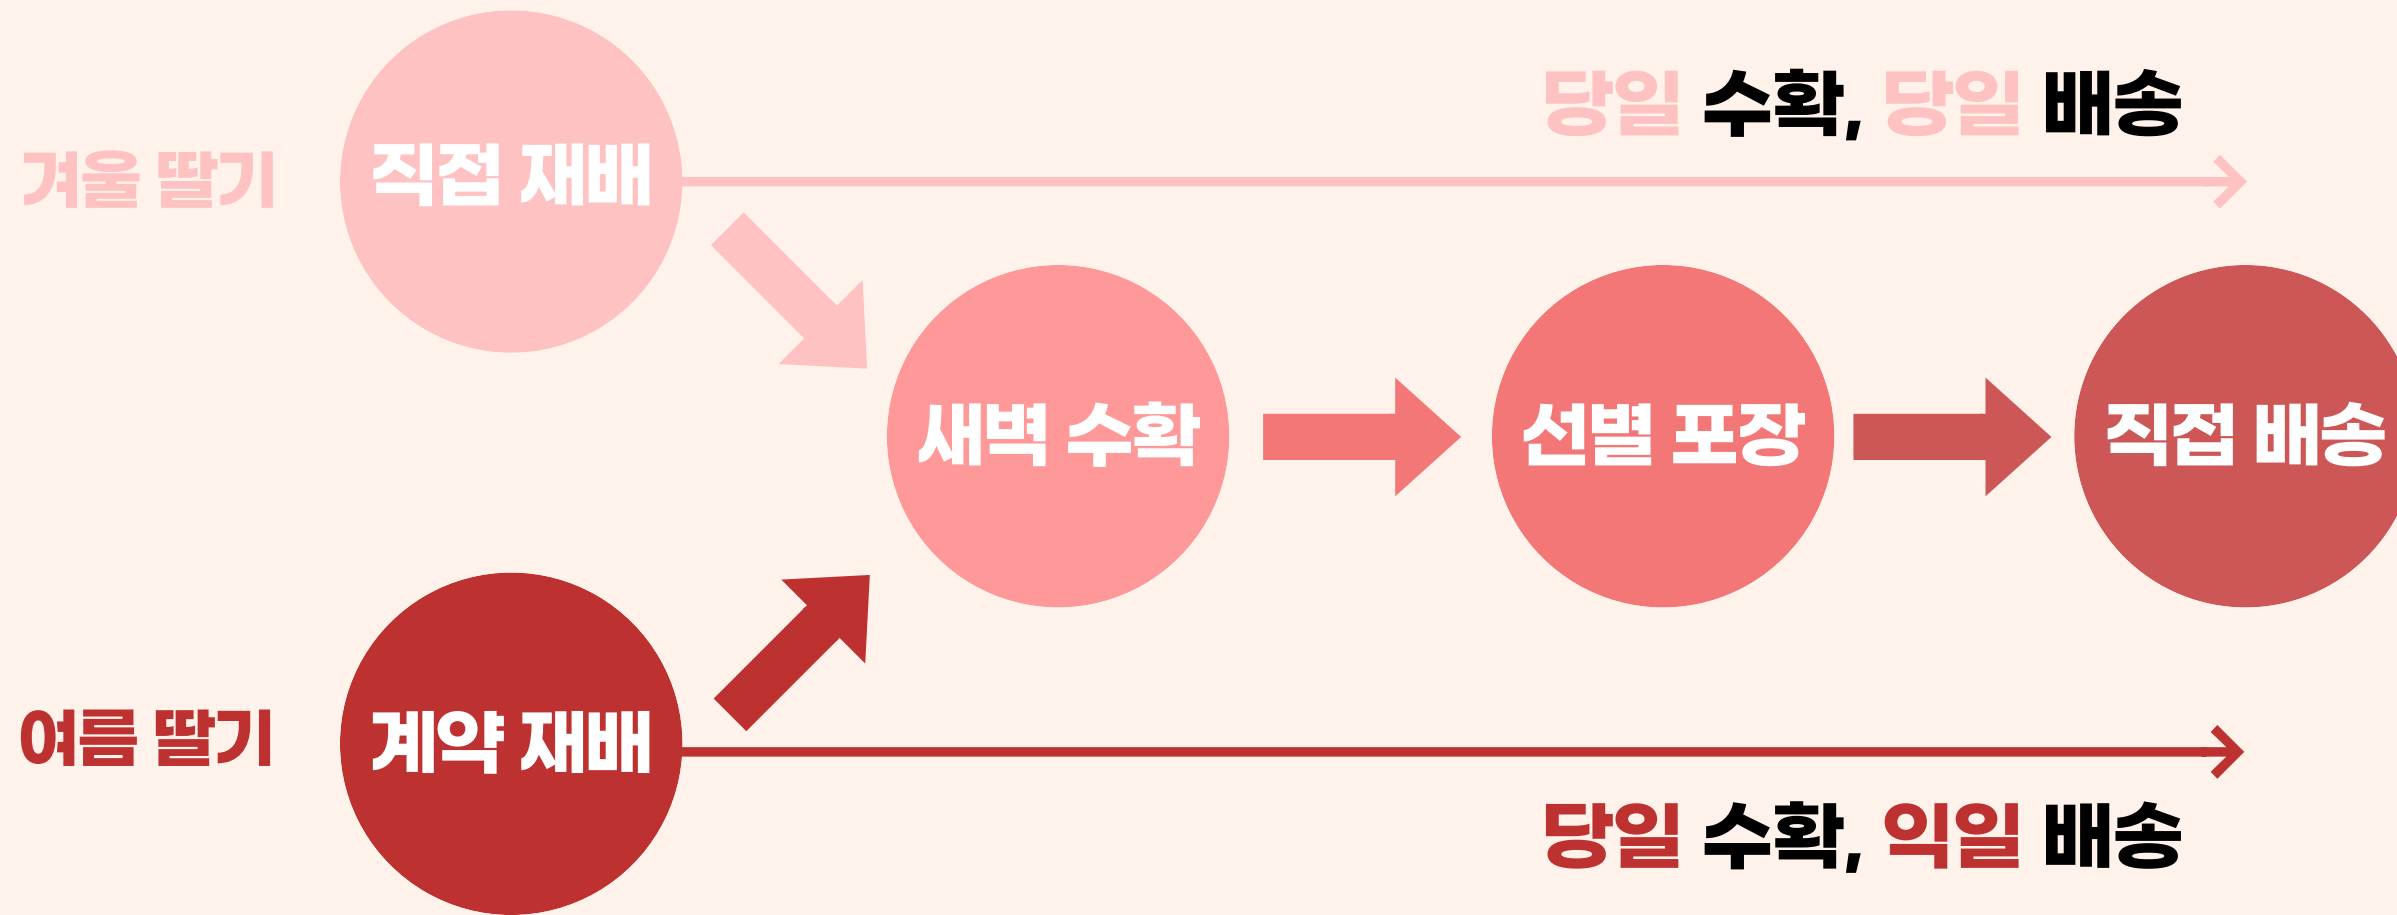 당일 수확, 당일 배송
겨울 딸기
직접 재배
새벽 수확
선별 포장
직접 배송
여름 딸기
계약 재배
당일 수확, 익일 배송